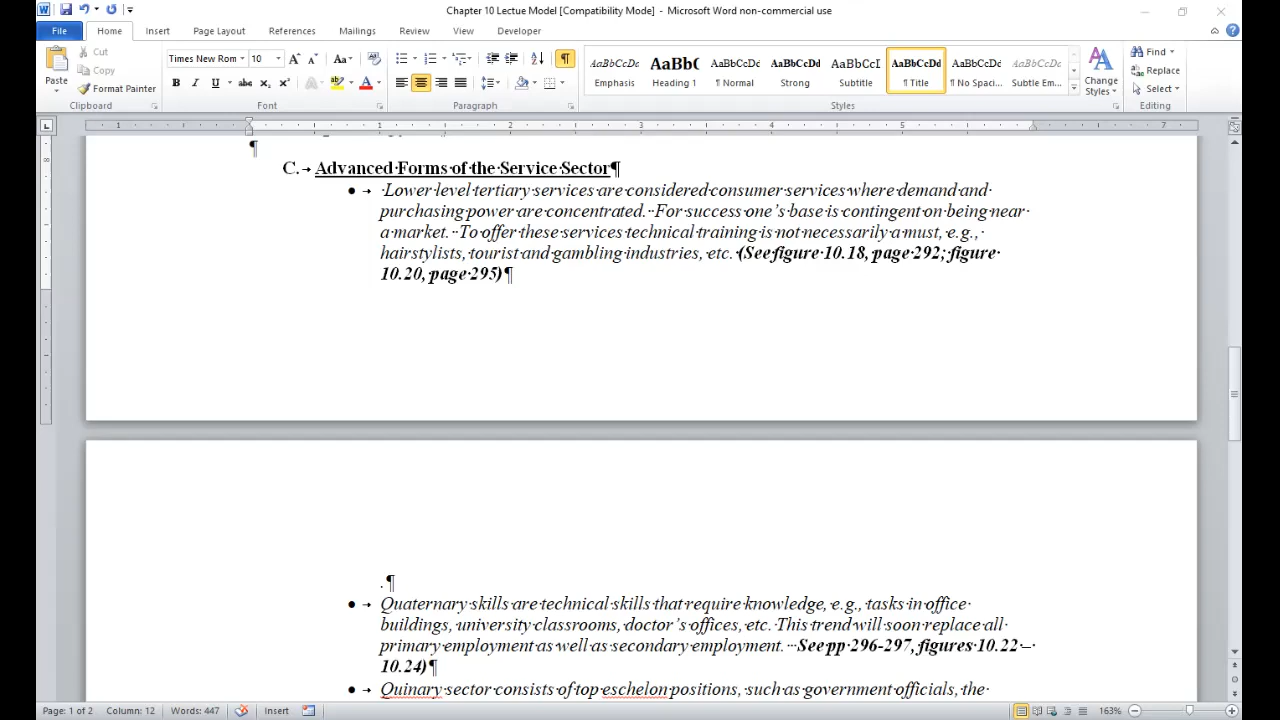 Chapter 10 Lectue Model [Compatibility Mode] - Microsoft Word non-commercial use
File Home Insert Page Layout References Mailings Review View Developer
Paste
Cut
Copy
Format Painter
Clipboard
Times New Rom 10
Font
Paragraph
AaBbCcDc AaBbC AaBbCcDc AaBbCcDd AaBbCcI AaBbCcDd AaBbCcDc AaBbCcDc
Emphasis Heading 1 ¶ Normal Strong Subtitle ¶ Title ¶ No Spaci... Subtle Em...
Change Styles
Styles
Find
Replace
Select
Editing
1 1 2 3 4 5 7
¶
C. Advanced Forms of the Service Sector¶
Lower level tertiary services are considered consumer services where demand and
purchasing power are concentrated. For success one's base is contingent on being near
a market. To offer these services technical training is not necessarily a must, e.g.,
hairstylists, tourist and gambling industries, etc. (See figure 10.18, page 292; figure
10.20, page 295)¶
.¶
Quaternary skills are technical skills that require knowledge, e.g., tasks in office
buildings, university classrooms, doctor's offices, etc. This trend will soon replace all
primary employment as well as secondary employment. See pp 296-297, figures 10.22 –
10.24)¶
Quinary sector consists of top eschelon positions, such as government officials, the
Page: 1 of 2 Column: 12 Words: 447 Insert 163%